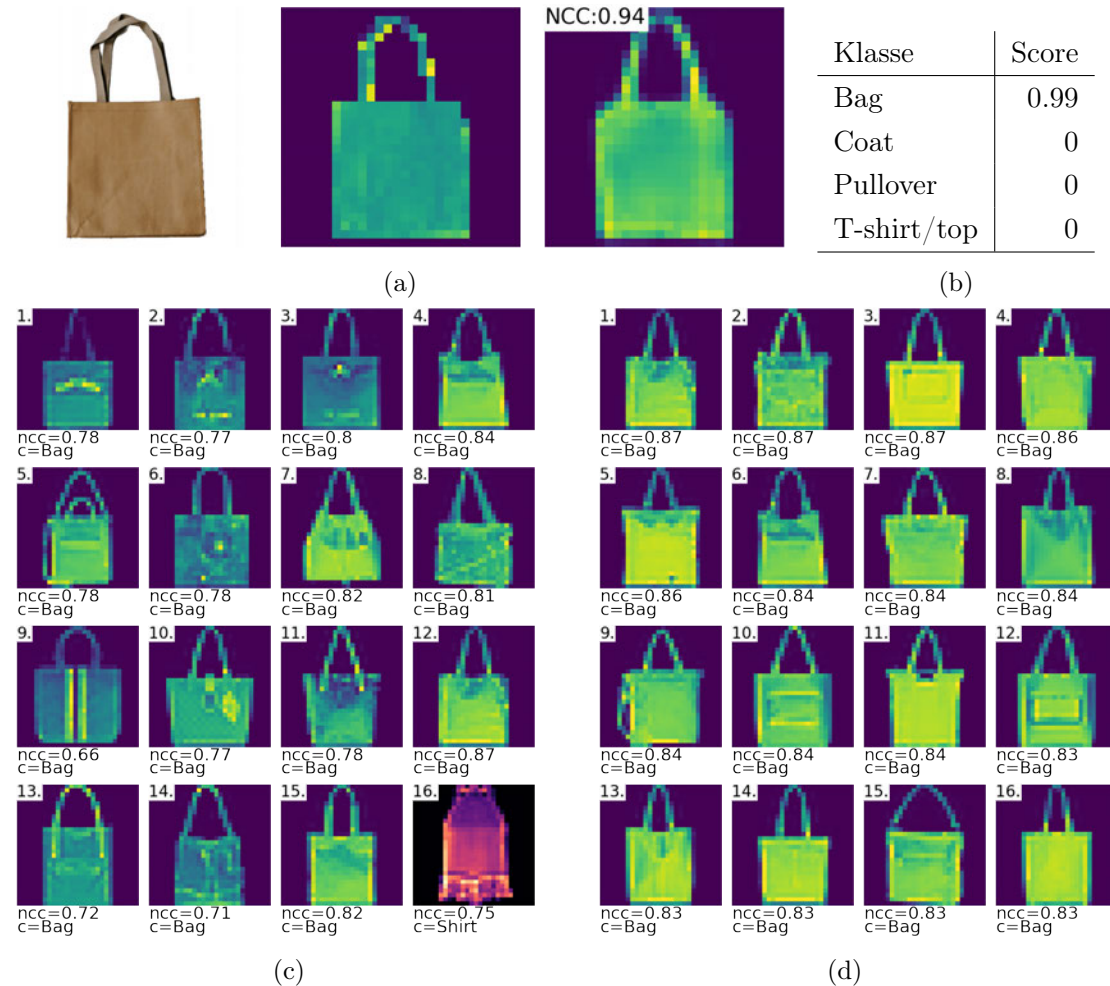 NCC:0.94
Klasse Score
Bag 0.99
Coat 0
Pullover 0
T-shirt/top 0
(a) (b)
1. 2. 3. 4.
ncc=0.78 ncc=0.77 ncc=0.8 ncc=0.84
c=Bag c=Bag c=Bag c=Bag
5. 6. 7. 8.
ncc=0.78 ncc=0.78 ncc=0.82 ncc=0.81
c=Bag c=Bag c=Bag c=Bag
9. 10. 11. 12.
ncc=0.66 ncc=0.77 ncc=0.78 ncc=0.87
c=Bag c=Bag c=Bag c=Bag
13. 14. 15. 16.
ncc=0.72 ncc=0.71 ncc=0.82 ncc=0.75
c=Bag c=Bag c=Bag c=Shirt
(c)
1. 2. 3. 4.
ncc=0.87 ncc=0.87 ncc=0.87 ncc=0.86
c=Bag c=Bag c=Bag c=Bag
5. 6. 7. 8.
ncc=0.86 ncc=0.84 ncc=0.84 ncc=0.84
c=Bag c=Bag c=Bag c=Bag
9. 10. 11. 12.
ncc=0.84 ncc=0.84 ncc=0.84 ncc=0.83
c=Bag c=Bag c=Bag c=Bag
13. 14. 15. 16.
ncc=0.83 ncc=0.83 ncc=0.83 ncc=0.83
c=Bag c=Bag c=Bag c=Bag
(d)